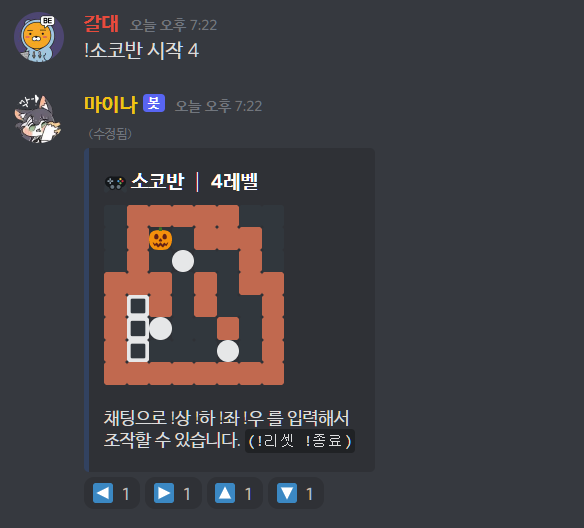 갈대 오늘 오후 7:22
!소코반 시작 4
마이나 봇 오늘 오후 7:22
(수정됨)
소코반 | 4레벨
채팅으로 !상 !하 !좌 !우 를 입력해서
조작할 수 있습니다. (!리셋 !종료)
1 1 1 1